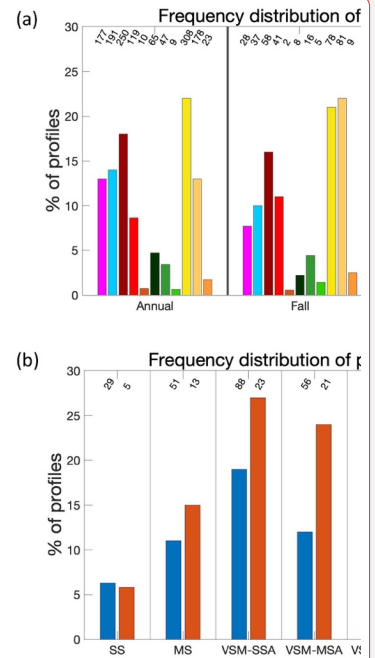 (a)
Frequency distribution of
% of profiles
30
25
20
15
10
5
0
177 191 250 119 10 65 47 9 308 178 23
28 37 58 41 2 8 16 5 78 81 9
Annual Fall
(b)
Frequency distribution of p
% of profiles
30
25
20
15
10
5
0
29 5 51 13 88 23 56 21
SS MS VSM-SSA VSM-MSA VS